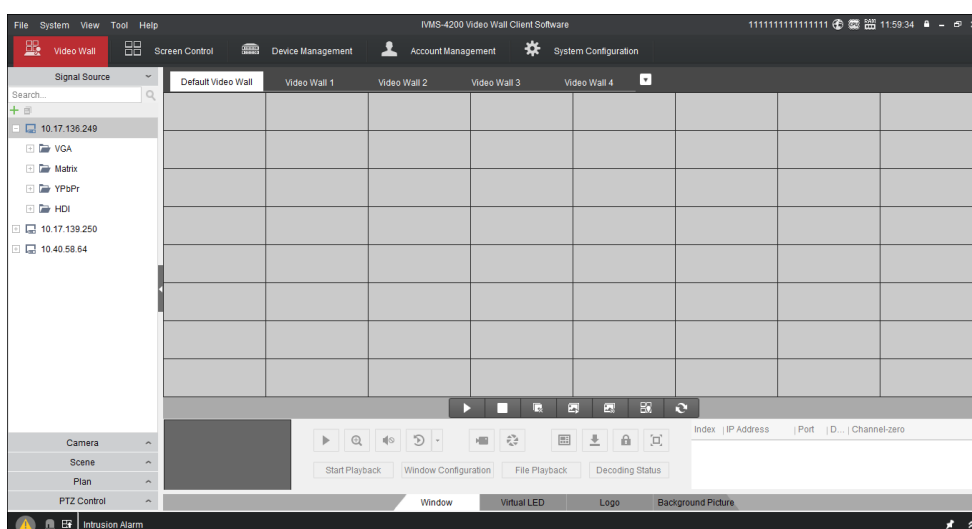 File System View Tool Help IVMS-4200 Video Wall Client Software 1111111111111111 11:59:34
Video Wall Screen Control Device Management Account Management System Configuration
Signal Source
Default Video Wall Video Wall 1 Video Wall 2 Video Wall 3 Video Wall 4
Search...
10.17.136.249
VGA
Matrix
YPbPr
HDI
10.17.139.250
10.40.58.64
Index IP Address Port D... Channel-zero
Camera
Scene
Plan
PTZ Control
Start Playback Window Configuration File Playback Decoding Status
Window Virtual LED Logo Background Picture
Intrusion Alarm